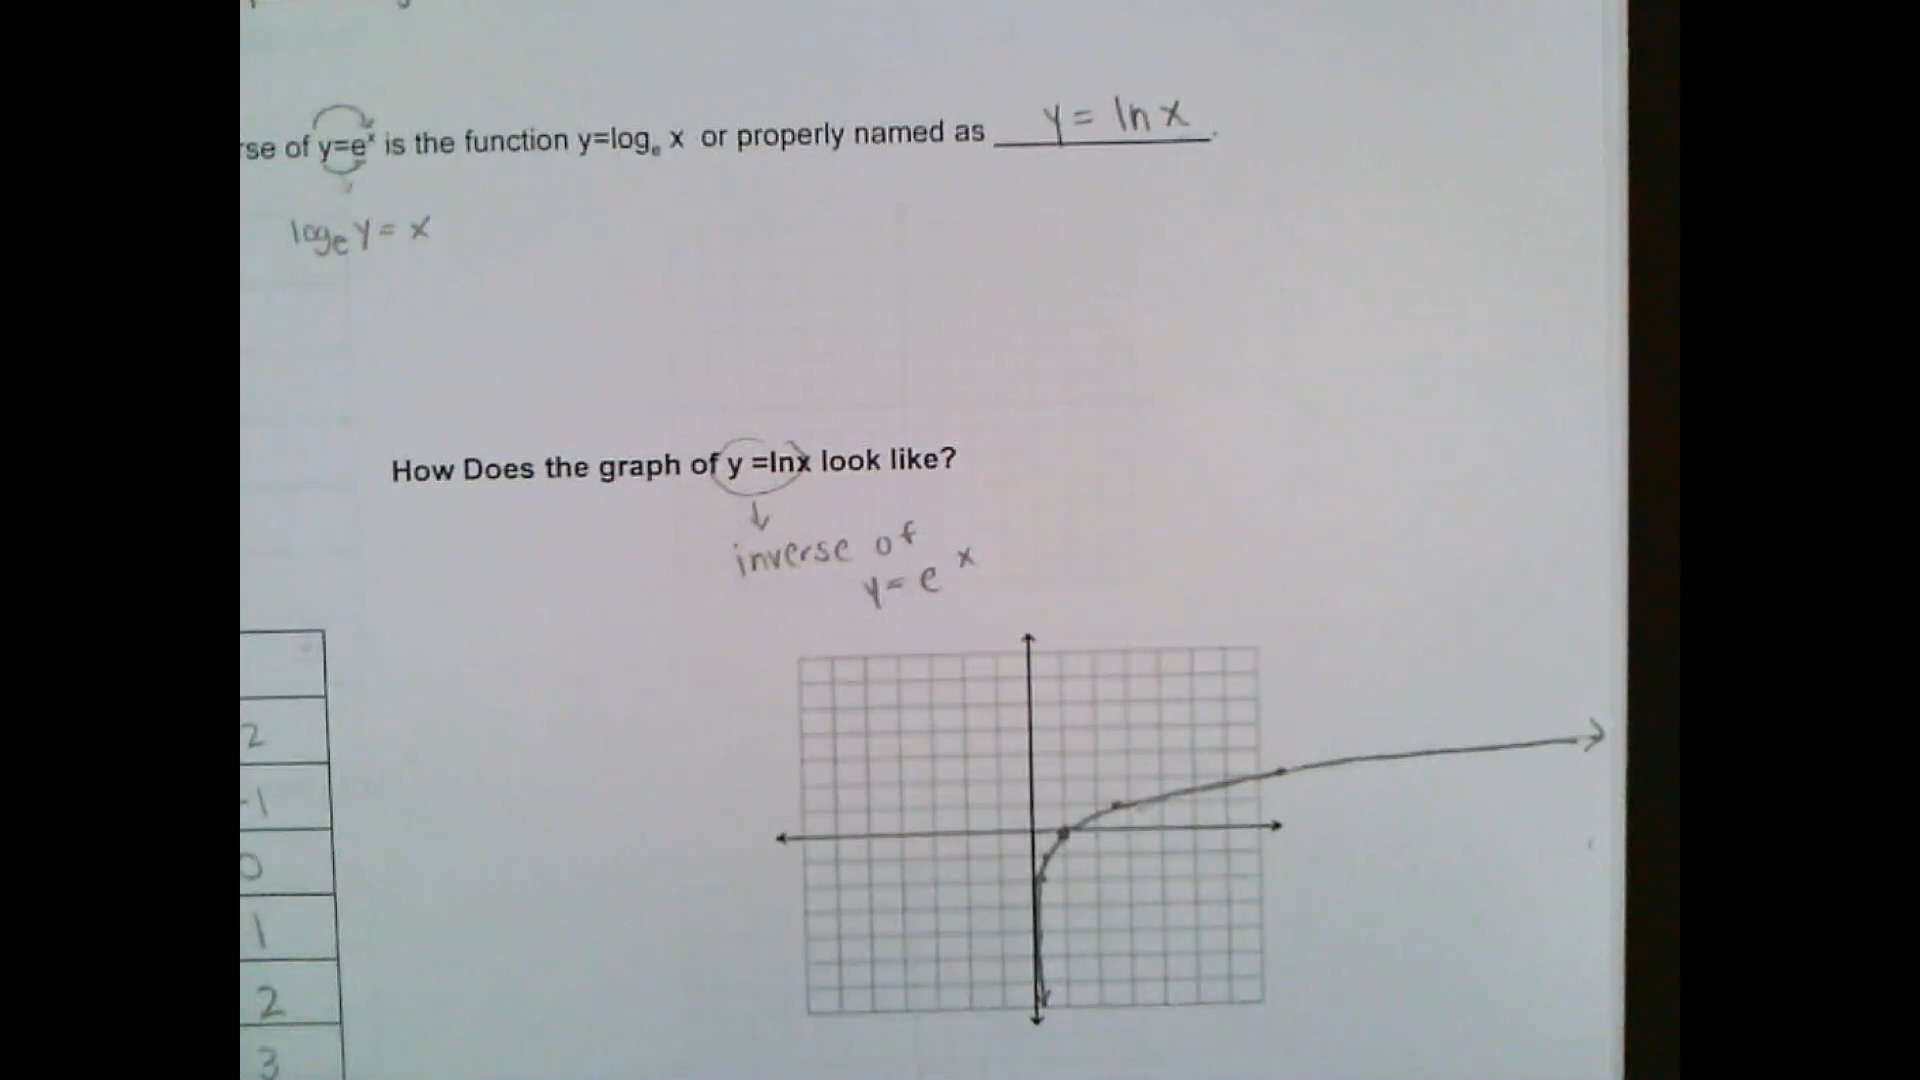 se of y=eˣ is the function y=logₑ x or properly named as y = ln x.
logₑ y = x
How Does the graph of y =lnx look like?
inverse of
y = eˣ
2
-1
0
1
2
3